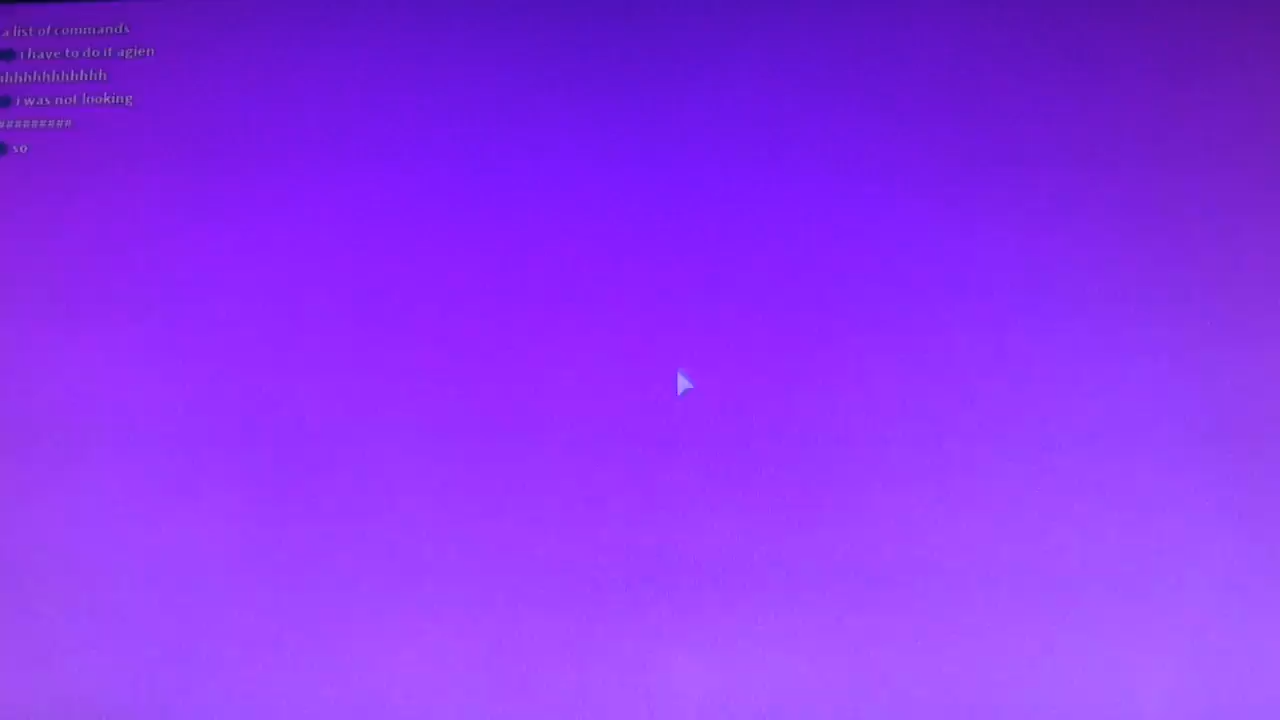 a list of commands
i have to do it agien
hhhhhhhhhhhh
i was not looking
#########
so